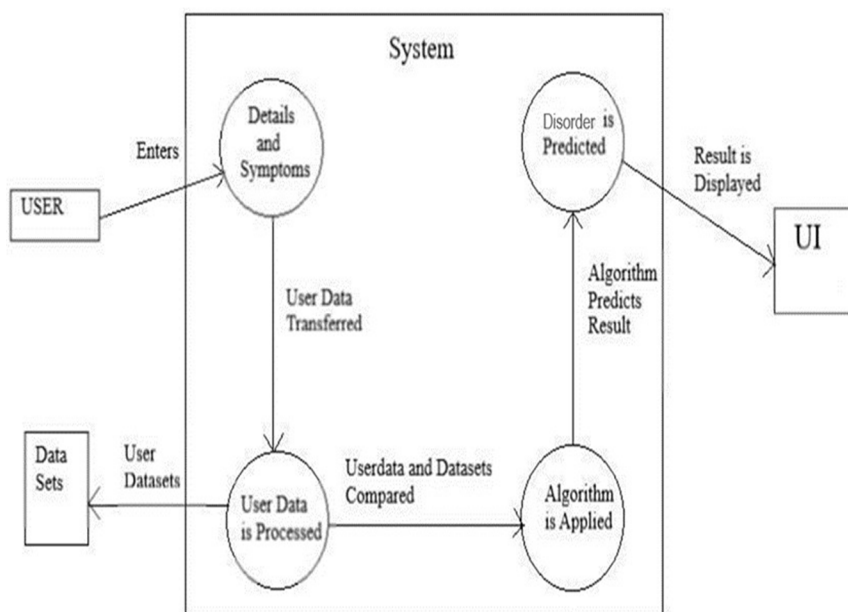 System
Details
and
Symptoms
Disorder is
Predicted
Enters
Result is
Displayed
USER
UI
User Data
Transferred
Algorithm
Predicts
Result
Data
Sets
User
Datasets
User Data
is Processed
Userdata and Datasets
Compared
Algorithm
is Applied